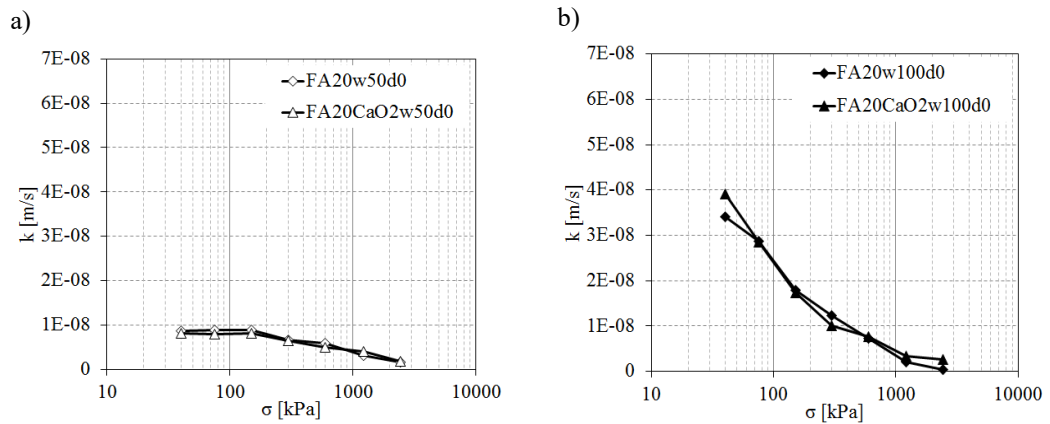 a)
7E-08
6E-08
5E-08
4E-08
3E-08
2E-08
1E-08
0
k [m/s]
10
100
1000
10000
σ [kPa]
FA20w50d0
FA20CaO2w50d0
b)
7E-08
6E-08
5E-08
4E-08
3E-08
2E-08
1E-08
0
k [m/s]
10
100
1000
10000
σ [kPa]
FA20w100d0
FA20CaO2w100d0